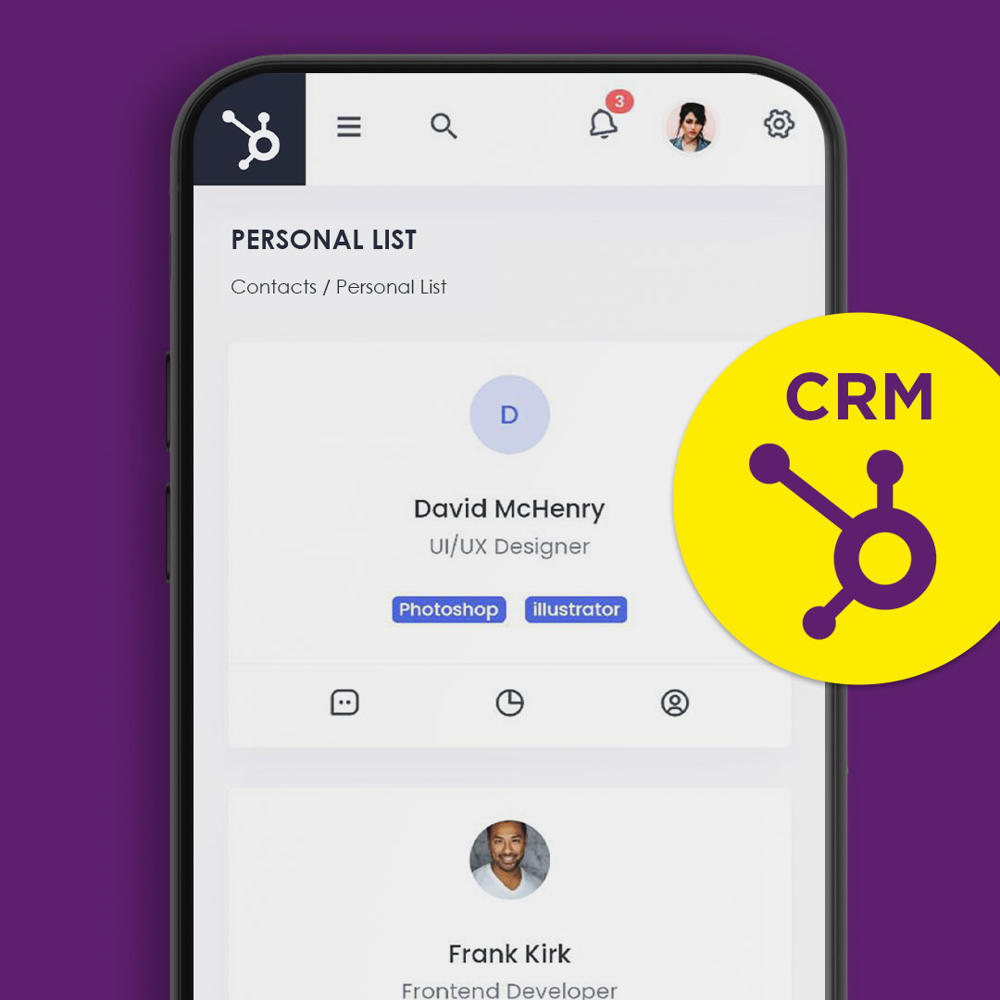 3
PERSONAL LIST
Contacts / Personal List
CRM
D
David McHenry
UI/UX Designer
Photoshop illustrator
Frank Kirk
Frontend Developer